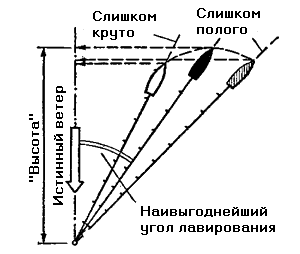 Слишком
круто
Слишком
полого
"Высота"
Истинный ветер
Наивыгоднейший
угол лавирования